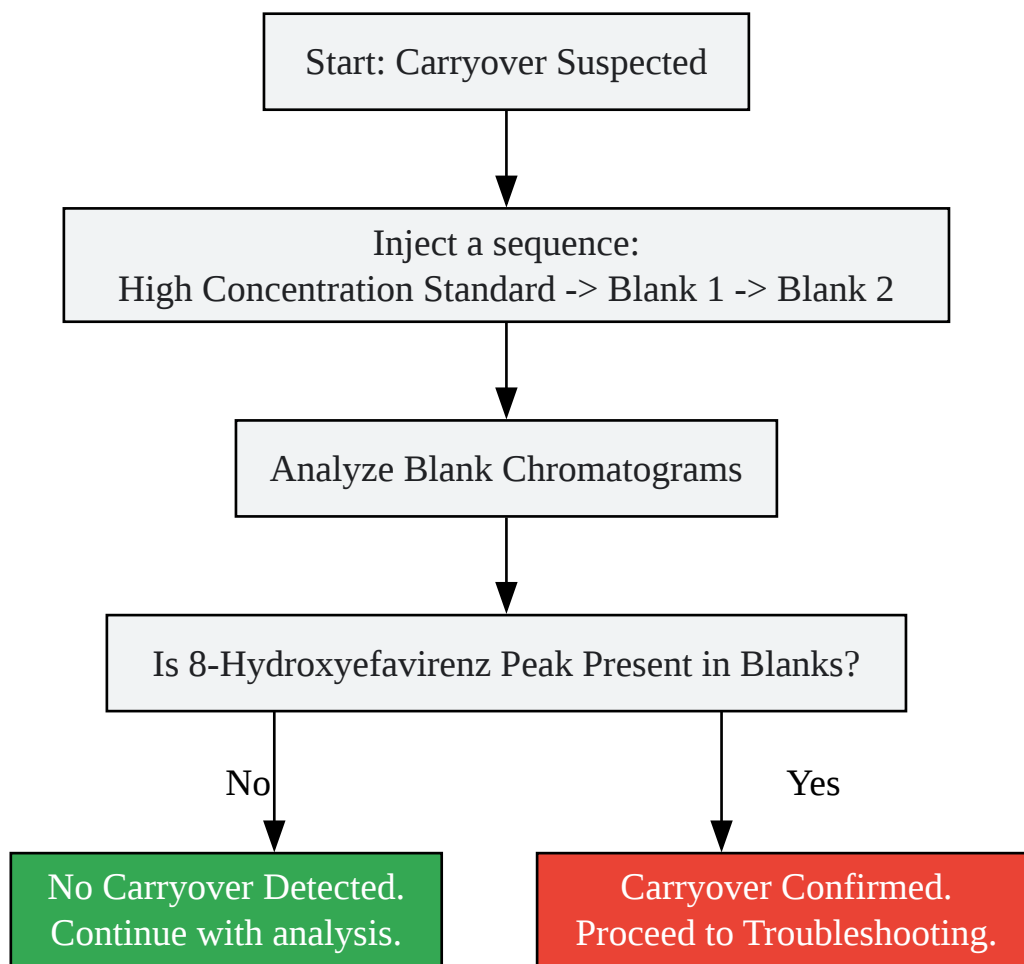 Start: Carryover Suspected
Inject a sequence:
High Concentration Standard -> Blank 1 -> Blank 2
Analyze Blank Chromatograms
Is 8-Hydroxyefavirenz Peak Present in Blanks?
No
Yes
No Carryover Detected.
Continue with analysis.
Carryover Confirmed.
Proceed to Troubleshooting.